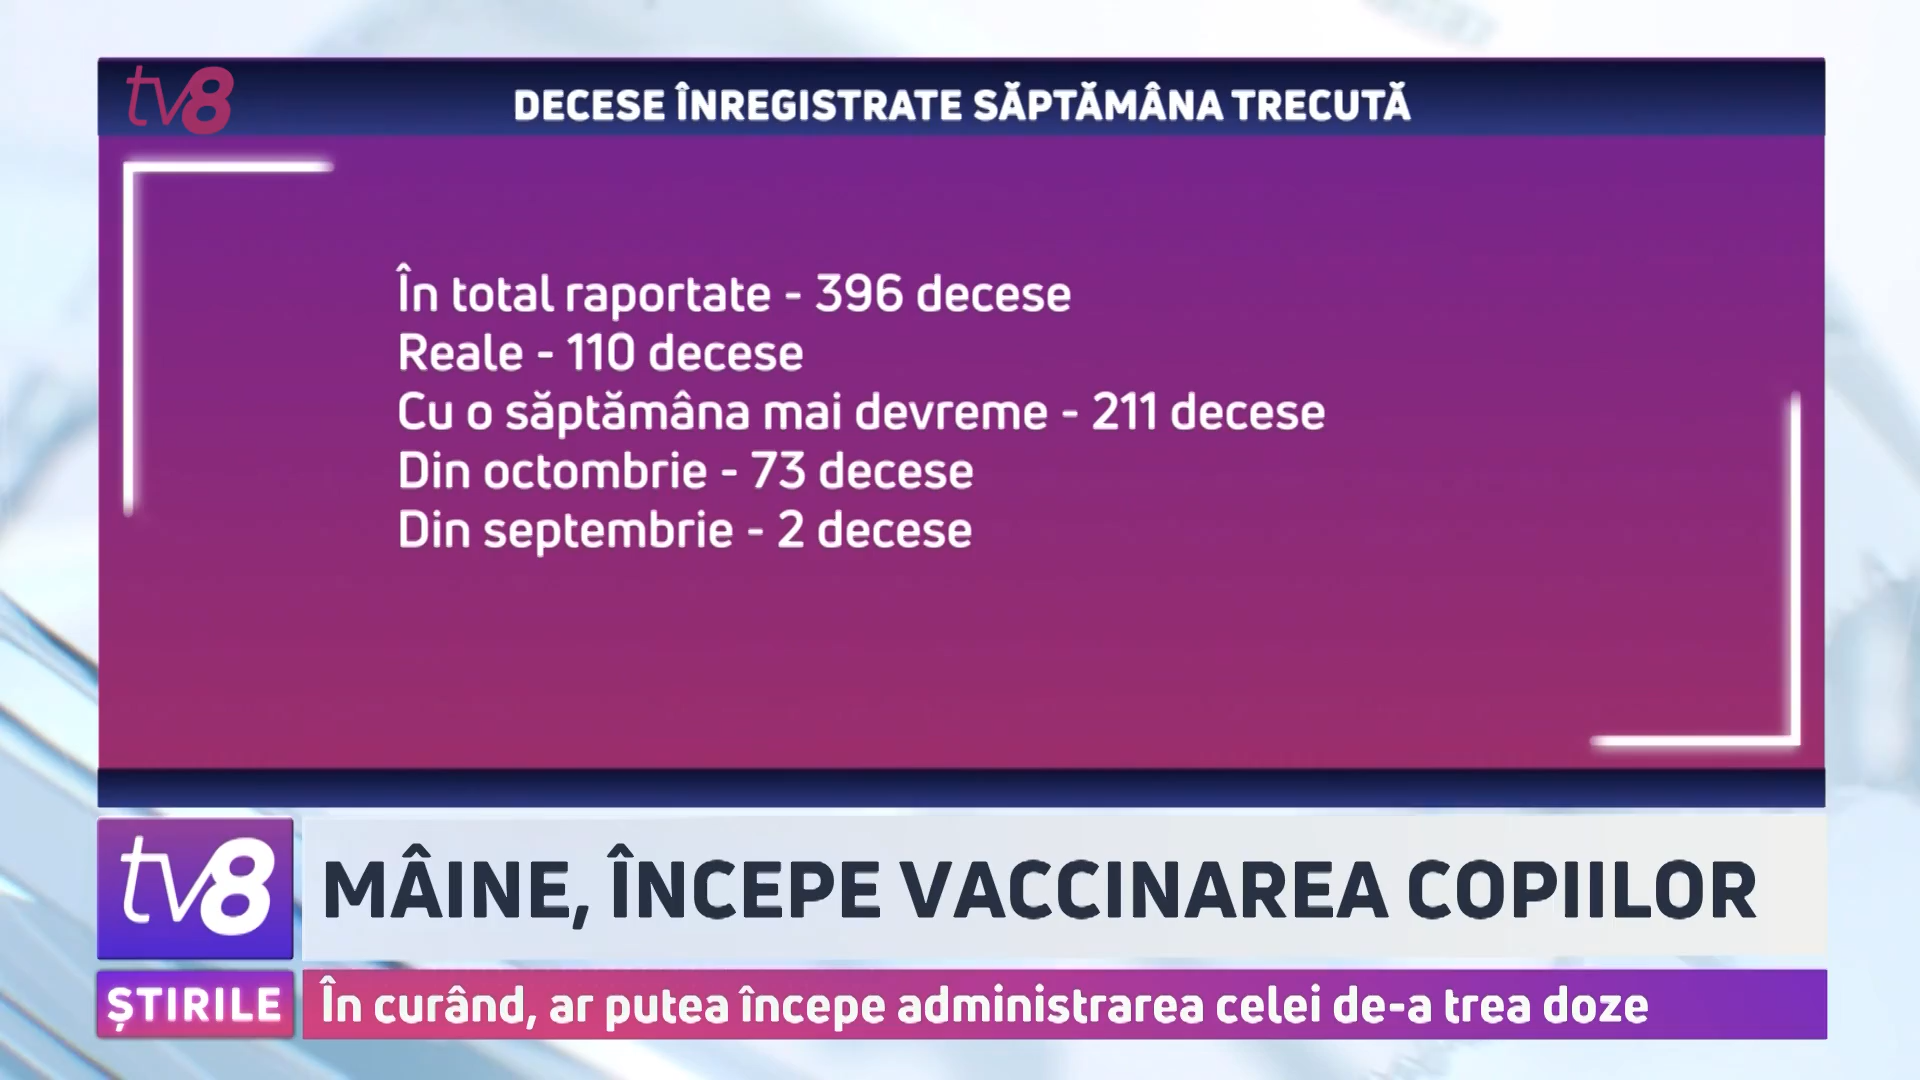 tv8
DECESE ÎNREGISTRATE SĂPTĂMÂNA TRECUTĂ
În total raportate - 396 decese
Reale - 110 decese
Cu o săptămâna mai devreme - 211 decese
Din octombrie - 73 decese
Din septembrie - 2 decese
tv8
MÂINE, ÎNCEPE VACCINAREA COPIILOR
ȘTIRILE
În curând, ar putea începe administrarea celei de-a trea doze